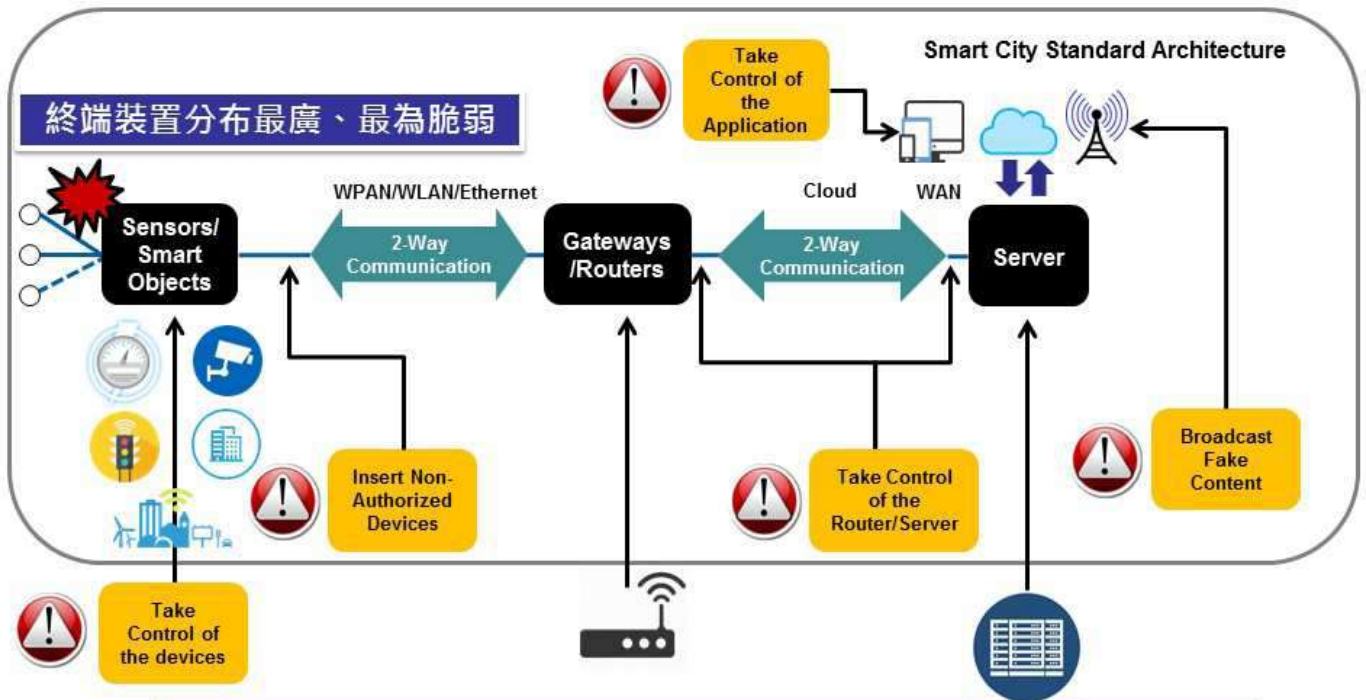 Smart City Standard Architecture
Take
Control of
the
Application
終端裝置分布最廣、最為脆弱
WPAN/WLAN/Ethernet
Cloud
WAN
Sensors/
Smart
Objects
2-Way
Communication
Gateways
/Routers
2-Way
Communication
Server
Insert Non-
Authorized
Devices
Take Control
of the
Router/Server
Broadcast
Fake
Content
Take
Control of
the devices